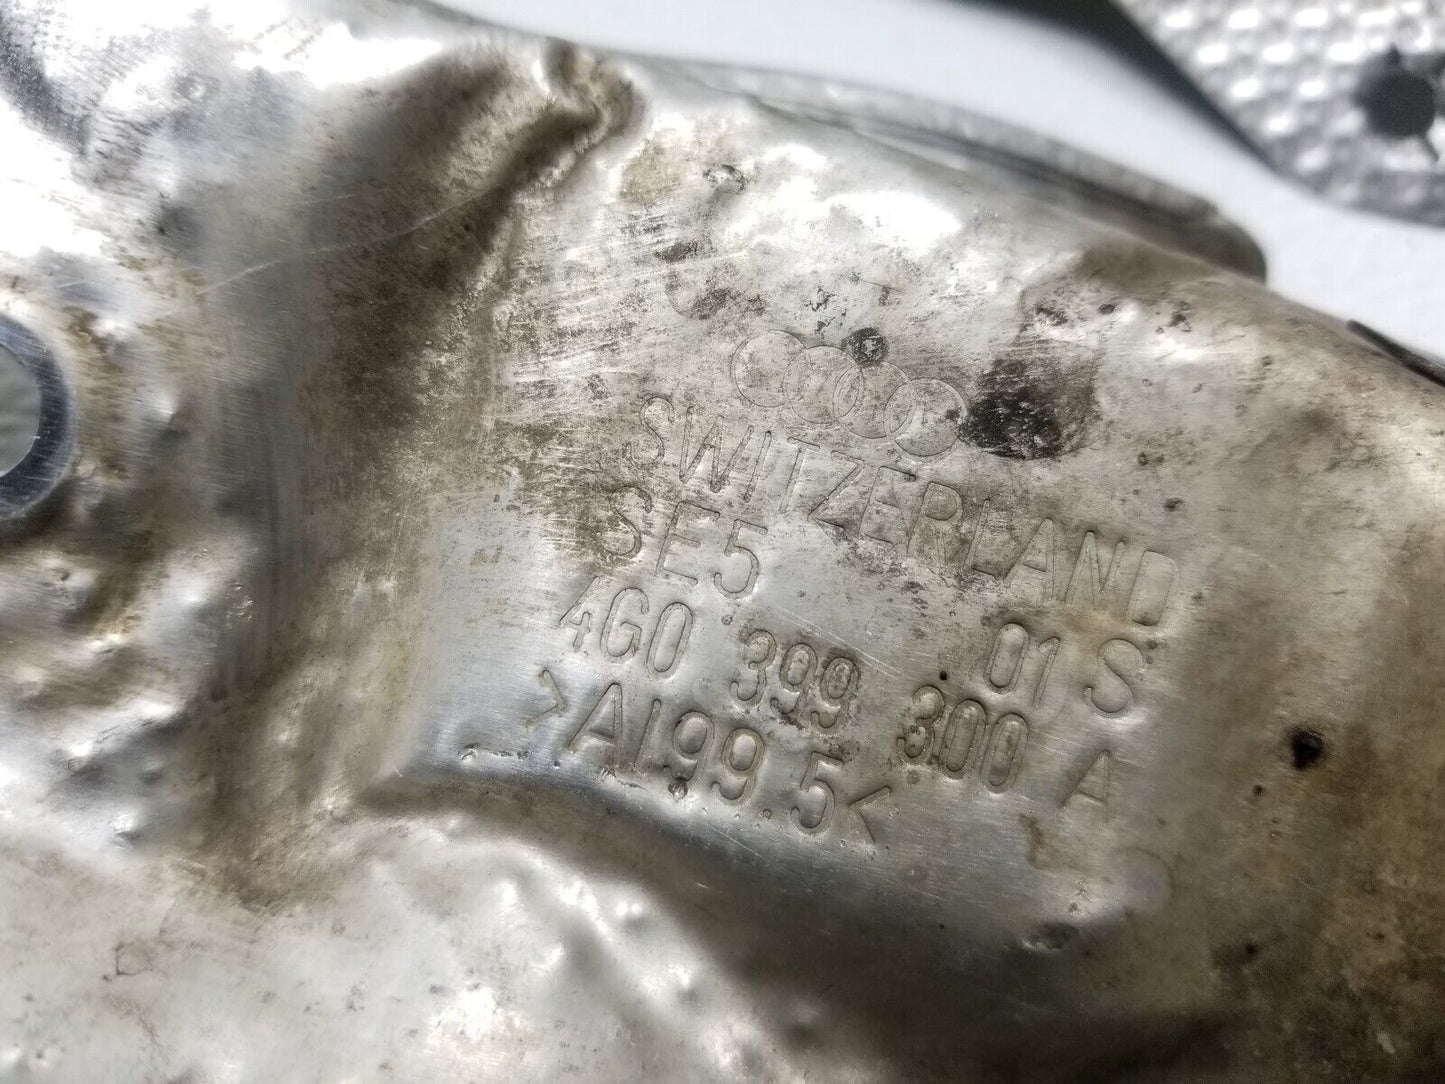 SWITZERLAND
SE5 01 S
4G0 399 300 A
>AL99.5<